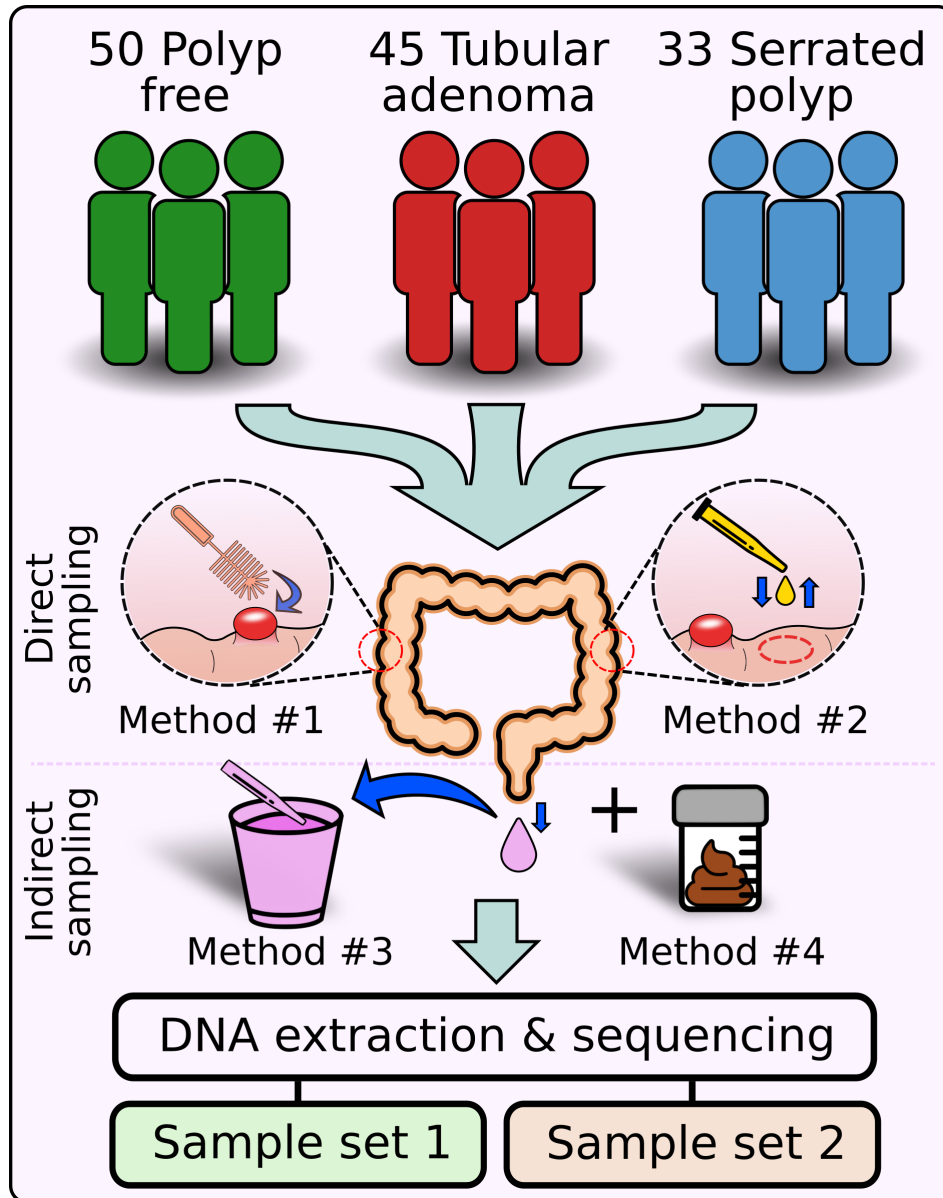 50 Polyp
free
45 Tubular
adenoma
33 Serrated
polyp
Direct
sampling
Method #1
Method #2
Indirect
sampling
+
Method #3
Method #4
DNA extraction & sequencing
Sample set 1
Sample set 2